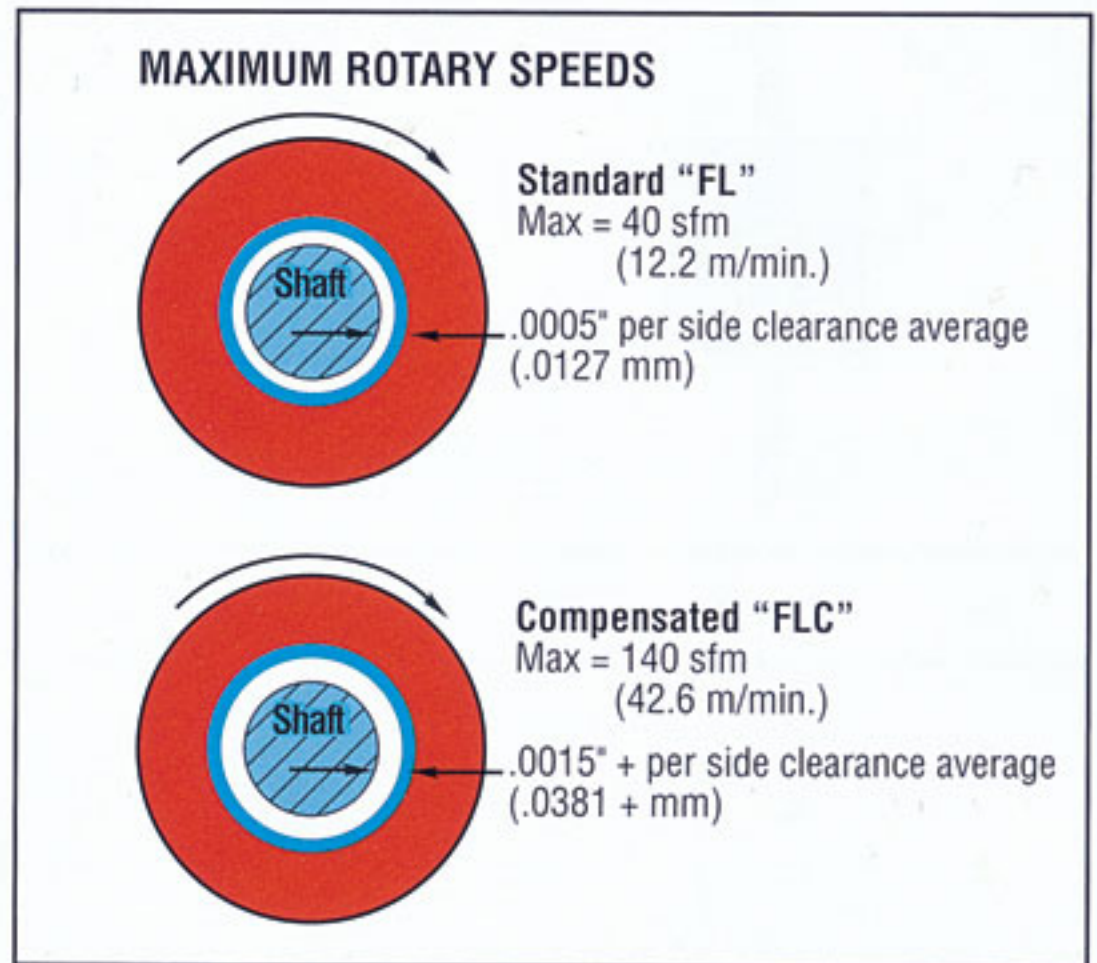 MAXIMUM ROTARY SPEEDS
Standard “FL”
Max = 40 sfm
(12.2 m/min.)
Shaft
.0005" per side clearance average
(.0127 mm)
Compensated “FLC”
Max = 140 sfm
(42.6 m/min.)
Shaft
.0015" + per side clearance average
(.0381 + mm)